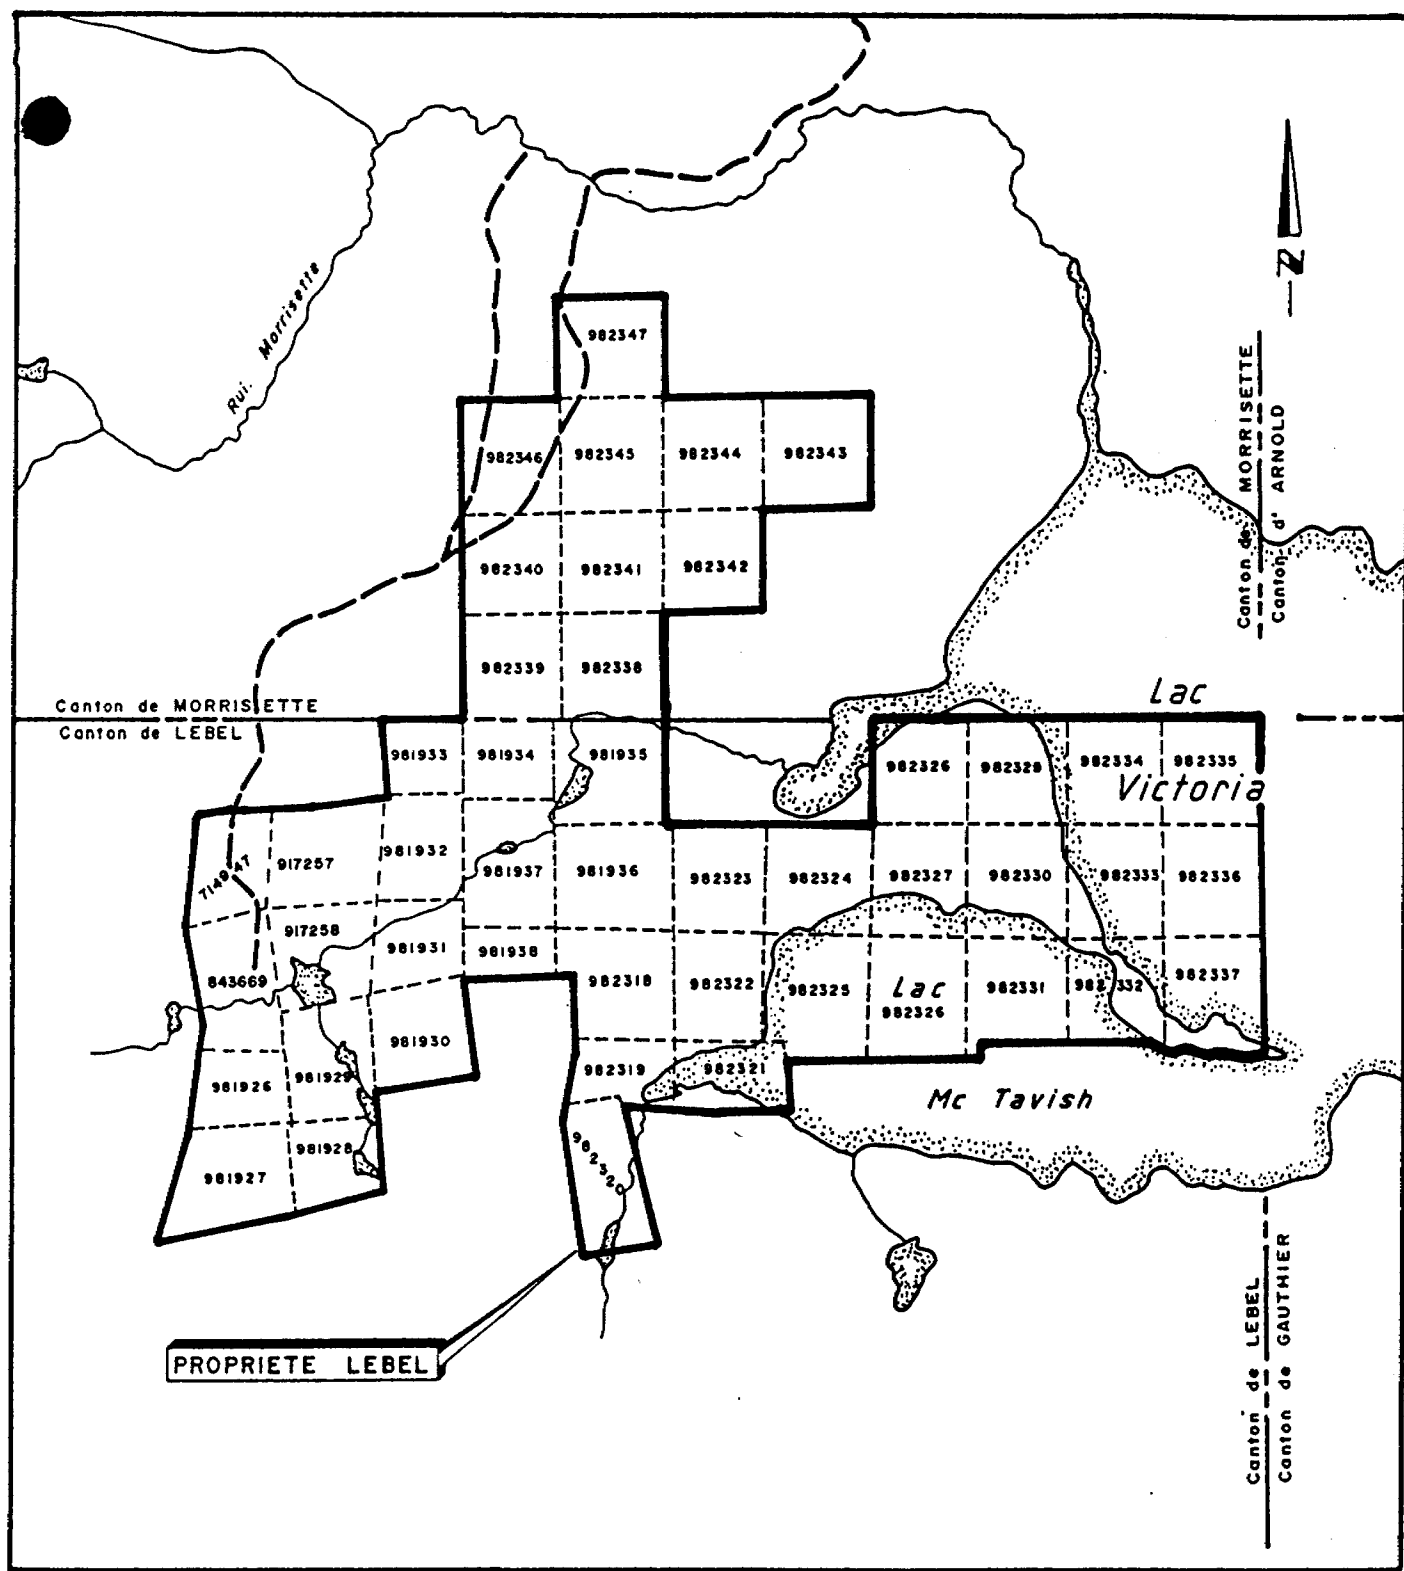 Rui. Morrisette
982347
982346 982345 982344 982343
982340 982341 982342
982339 982338
Canton de MORRISETTE
Canton d' ARNOLD
N
Canton de MORRISETTE
Canton de LEBEL
Lac
Victoria
981933 981934 981935
982326 982329 982334 982335
714947 917257 981932 981937 981936 982323 982324 982327 982330 982333 982336
917258 981931 981938
843669 982318 982322 982325 982331 982332 982337
Lac
982326
Mc Tavish
981930
981926 981929 982319 982321
981927 981928 982320
PROPRIETE LEBEL
Canton de LEBEL
Canton de GAUTHIER